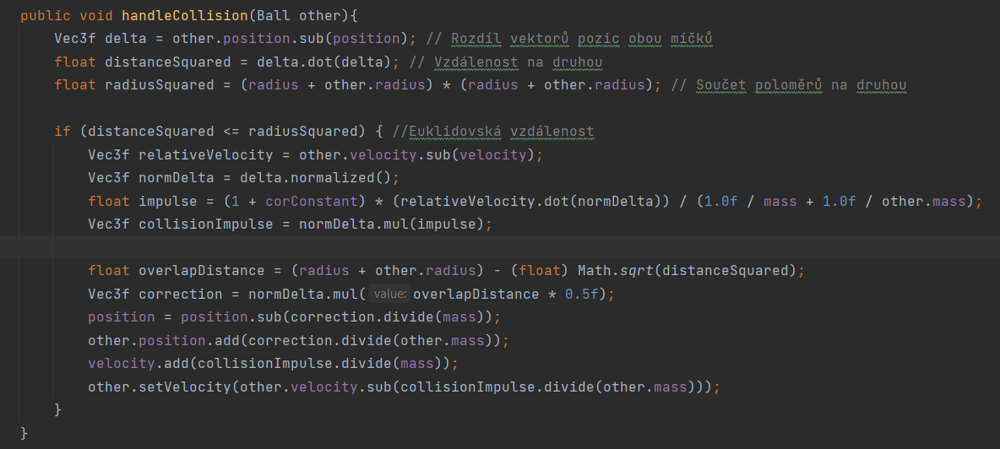 public void handleCollision(Ball other){
Vec3f delta = other.position.sub(position); // Rozdíl vektorů pozic obou míčků
float distanceSquared = delta.dot(delta); // Vzdálenost na druhou
float radiusSquared = (radius + other.radius) * (radius + other.radius); // Součet poloměrů na druhou
if (distanceSquared <= radiusSquared) { //Euklidovská vzdálenost
Vec3f relativeVelocity = other.velocity.sub(velocity);
Vec3f normDelta = delta.normalized();
float impulse = (1 + corConstant) * (relativeVelocity.dot(normDelta)) / (1.0f / mass + 1.0f / other.mass);
Vec3f collisionImpulse = normDelta.mul(impulse);
float overlapDistance = (radius + other.radius) - (float) Math.sqrt(distanceSquared);
Vec3f correction = normDelta.mul( value: overlapDistance * 0.5f);
position = position.sub(correction.divide(mass));
other.position.add(correction.divide(other.mass));
velocity.add(collisionImpulse.divide(mass));
other.setVelocity(other.velocity.sub(collisionImpulse.divide(other.mass)));
}
}